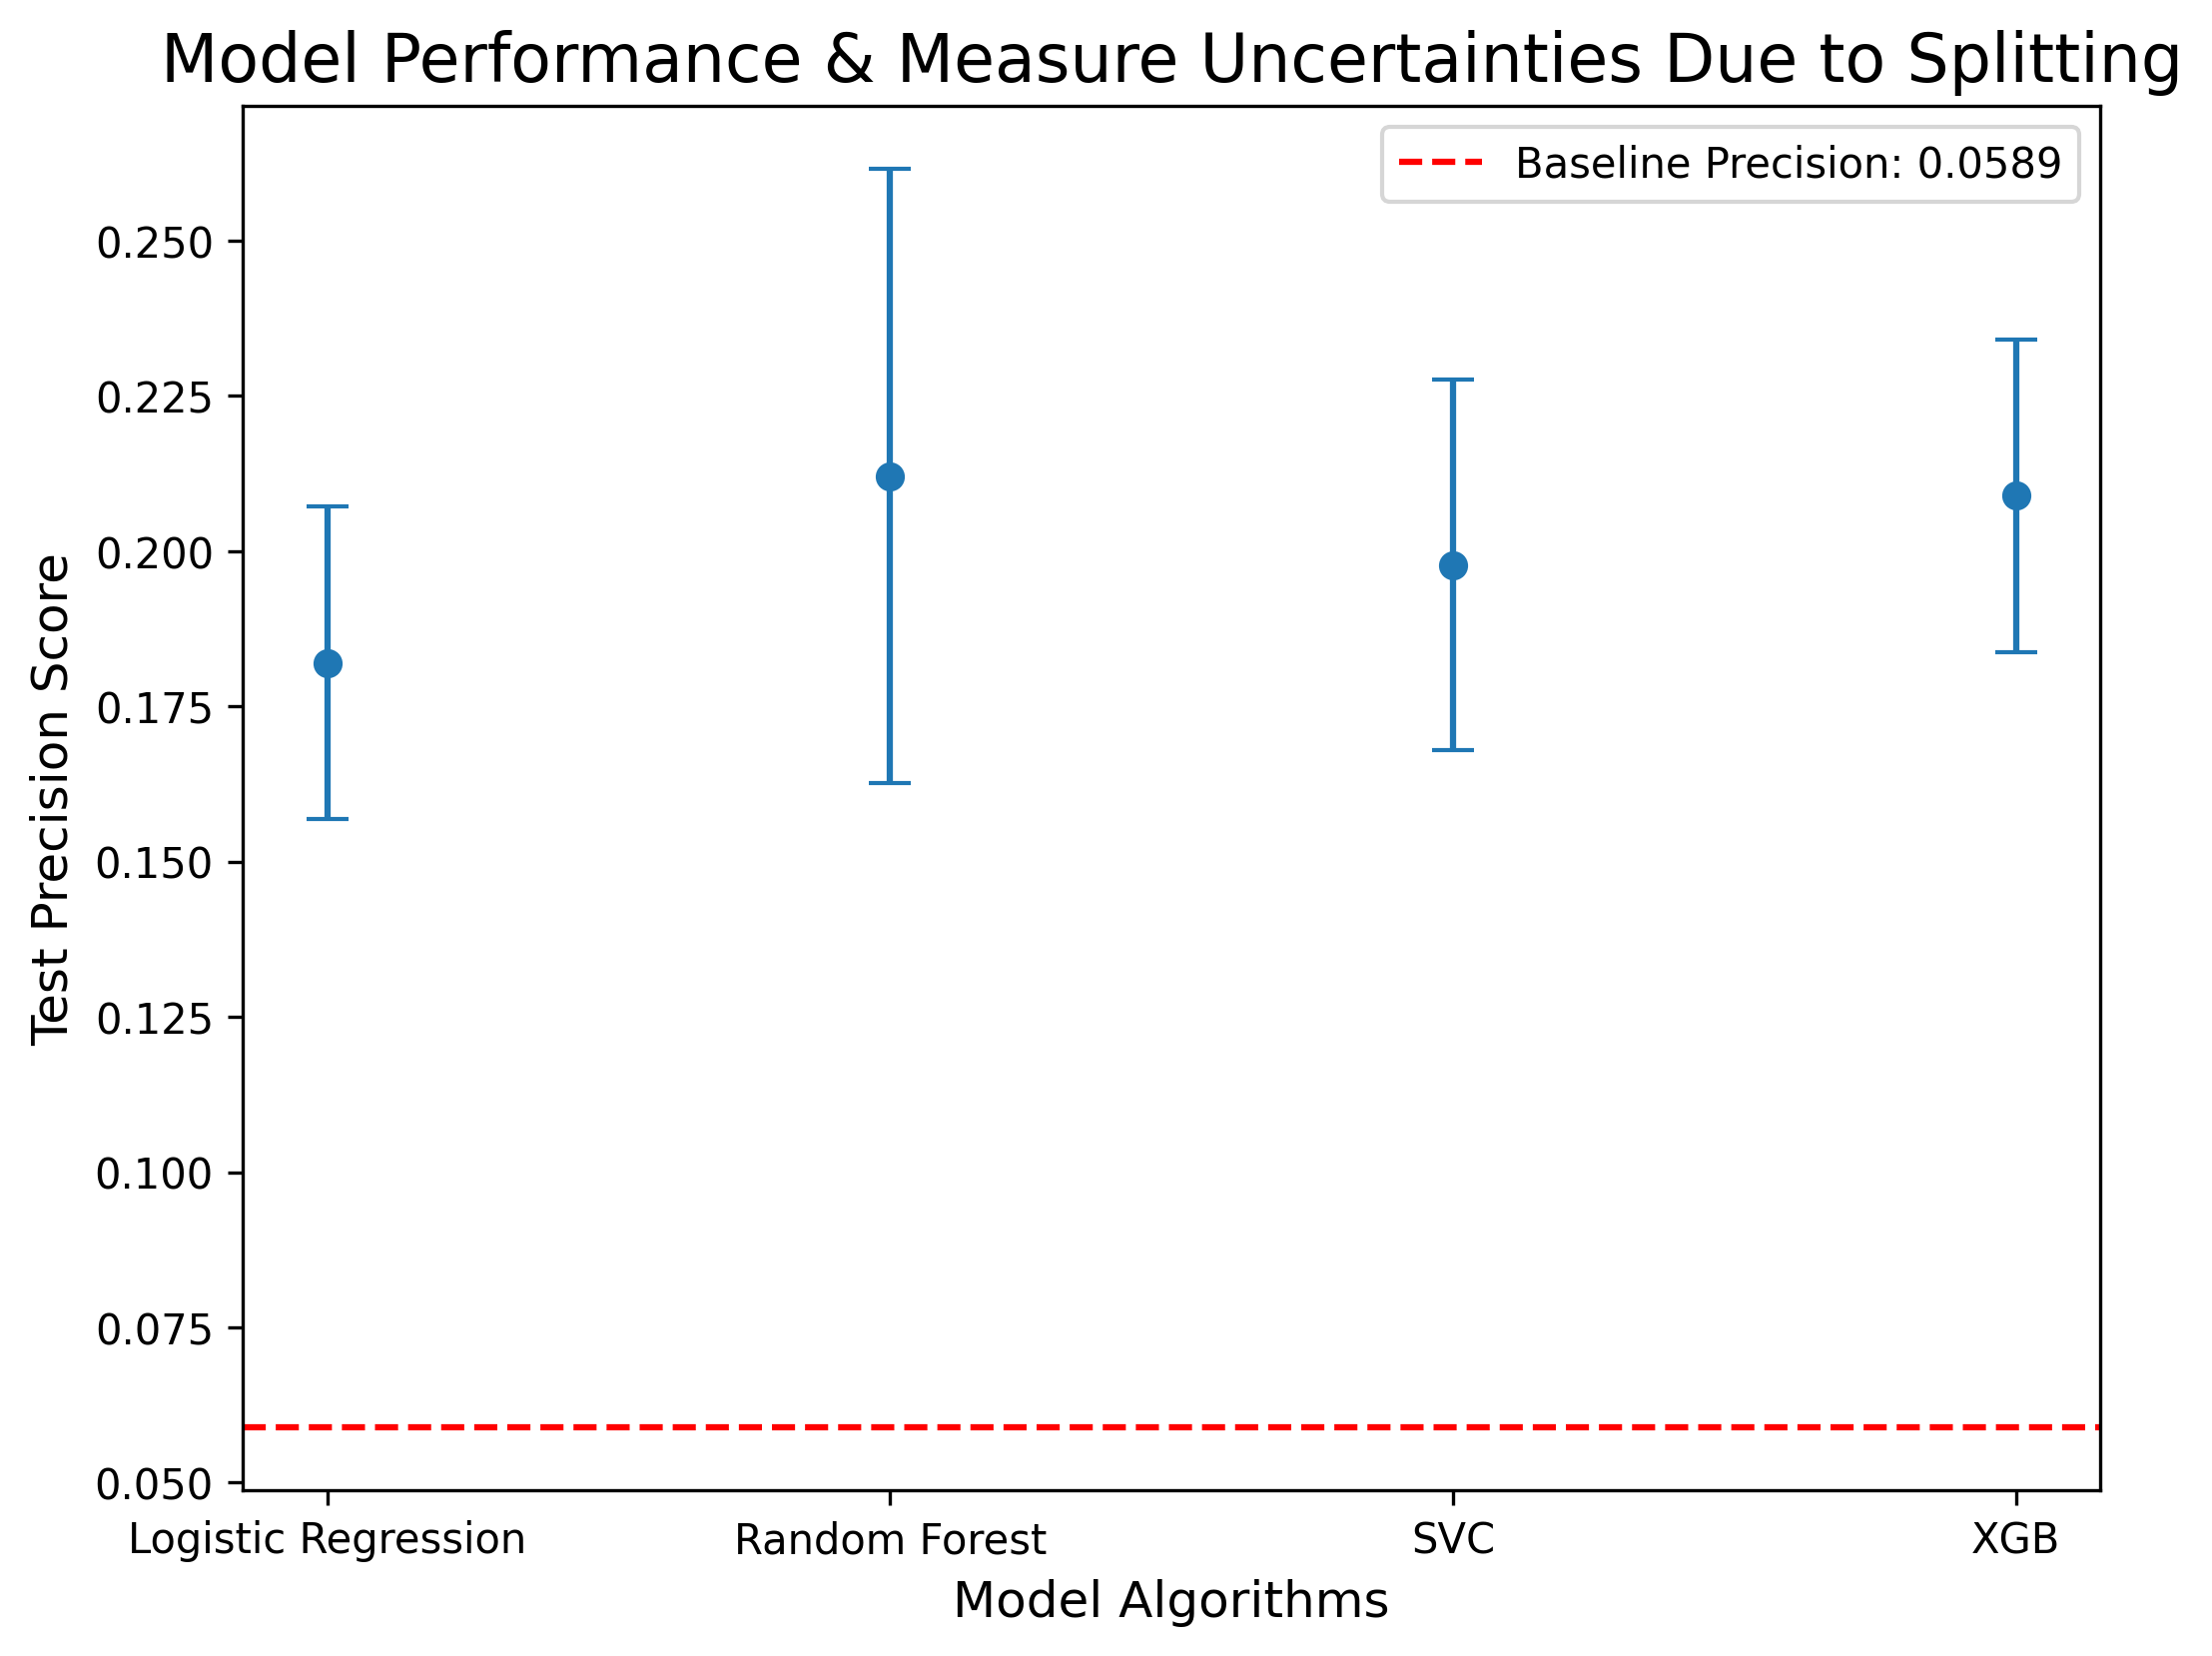 Model Performance & Measure Uncertainties Due to Splitting
Baseline Precision: 0.0589
Test Precision Score
0.250
0.225
0.200
0.175
0.150
0.125
0.100
0.075
0.050
Logistic Regression
Random Forest
SVC
XGB
Model Algorithms